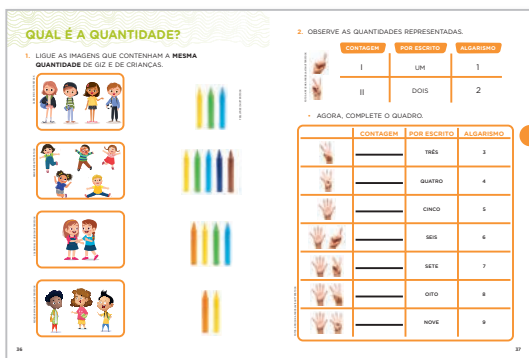 QUAL É A QUANTIDADE?
1. LIGUE AS IMAGENS QUE CONTENHAM A MESMA
QUANTIDADE DE GIZ E DE CRIANÇAS.
36
2. OBSERVE AS QUANTIDADES REPRESENTADAS.
CONTAGEM POR ESCRITO ALGARISMO
I UM 1
II DOIS 2
• AGORA, COMPLETE O QUADRO.
CONTAGEM POR ESCRITO ALGARISMO
TRÊS 3
QUATRO 4
CINCO 5
SEIS 6
SETE 7
OITO 8
NOVE 9
37